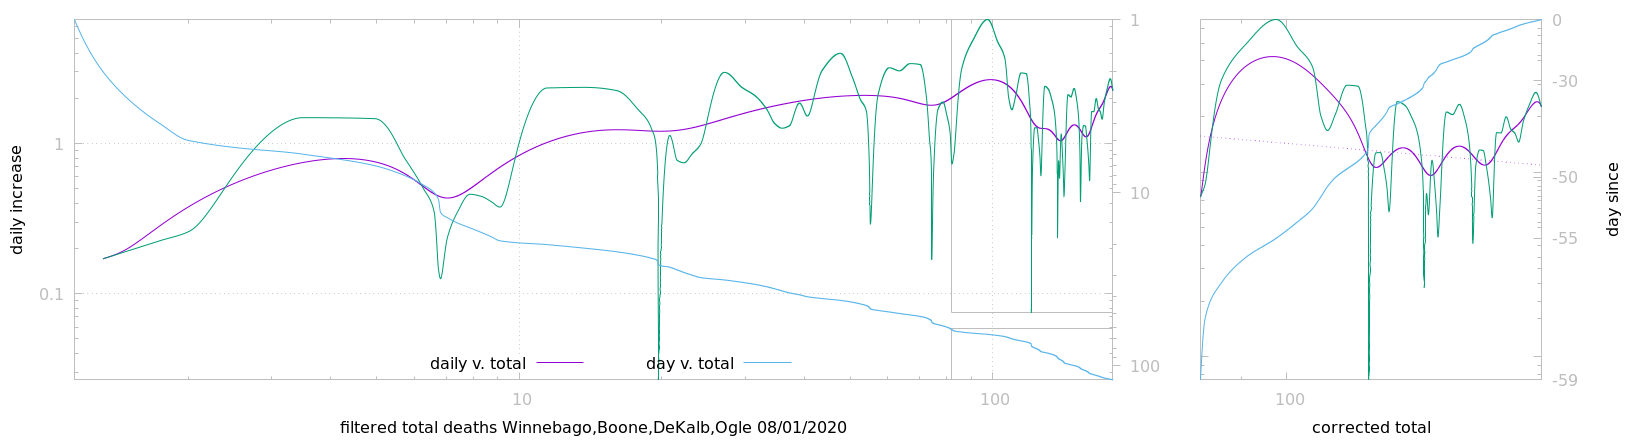 daily increase
1
0.1
10
100
1
10
100
daily v. total
day v. total
filtered total deaths Winnebago,Boone,DeKalb,Ogle 08/01/2020
0
-30
-50
-55
-59
100
day since
corrected total